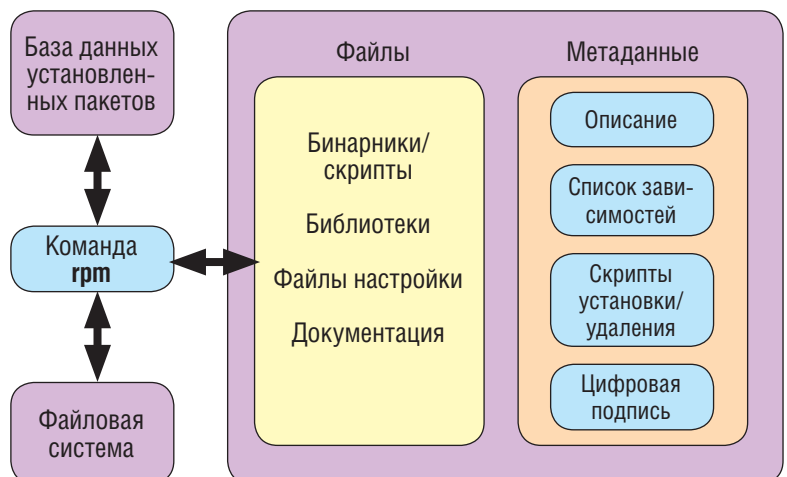 База данных
установлен-
ных пакетов
Команда
rpm
Файловая
система
Файлы
Бинарники/
скрипты
Библиотеки
Файлы настройки
Документация
Метаданные
Описание
Список зави-
симостей
Скрипты
установки/
удаления
Цифровая
подпись